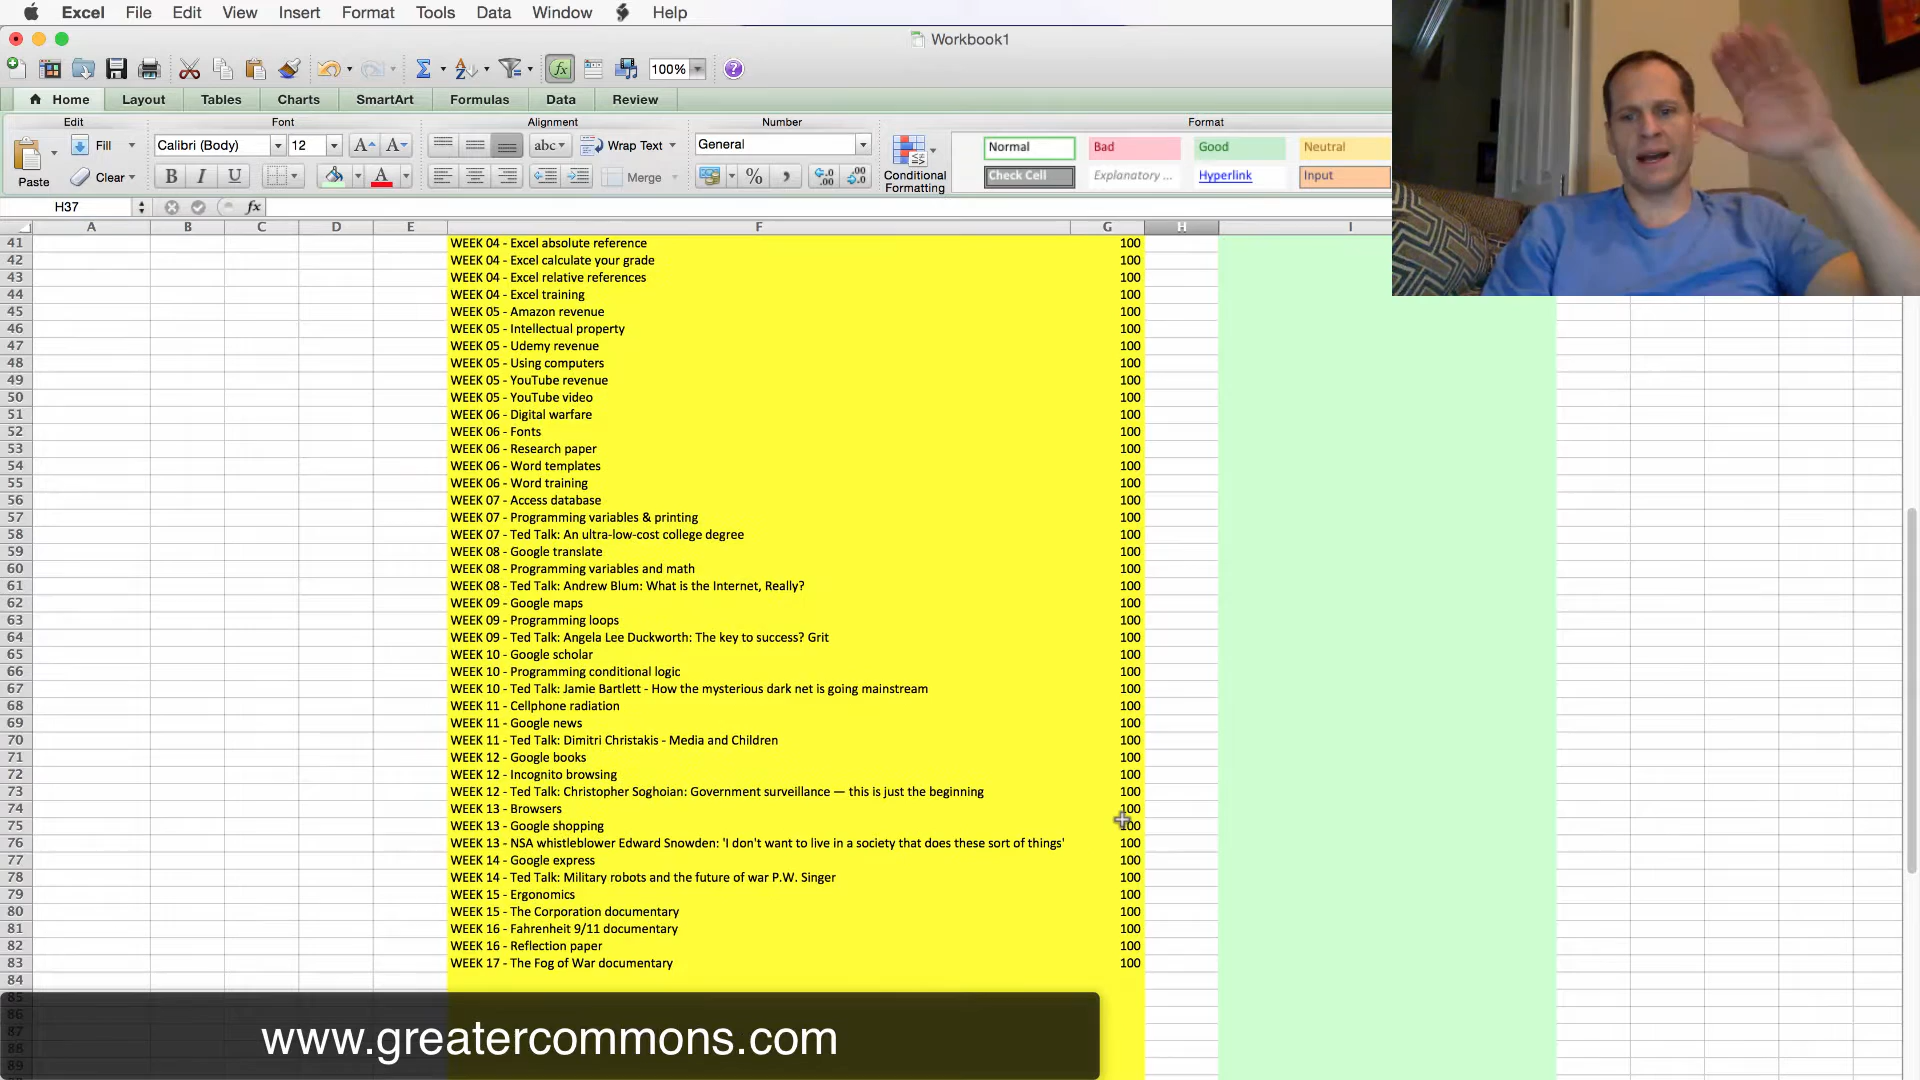 Excel File Edit View Insert Format Tools Data Window Help
Workbook1
100%
Home Layout Tables Charts SmartArt Formulas Data Review
Edit Font Alignment Number Format
Paste Fill Clear
Calibri (Body) 12
B I U
abc Wrap Text
Merge
General
Conditional Formatting
Normal Bad Good Neutral
Check Cell Explanatory ... Hyperlink Input
H37 fx
A B C D E F G H I
41 WEEK 04 - Excel absolute reference 100
42 WEEK 04 - Excel calculate your grade 100
43 WEEK 04 - Excel relative references 100
44 WEEK 04 - Excel training 100
45 WEEK 05 - Amazon revenue 100
46 WEEK 05 - Intellectual property 100
47 WEEK 05 - Udemy revenue 100
48 WEEK 05 - Using computers 100
49 WEEK 05 - YouTube revenue 100
50 WEEK 05 - YouTube video 100
51 WEEK 06 - Digital warfare 100
52 WEEK 06 - Fonts 100
53 WEEK 06 - Research paper 100
54 WEEK 06 - Word templates 100
55 WEEK 06 - Word training 100
56 WEEK 07 - Access database 100
57 WEEK 07 - Programming variables & printing 100
58 WEEK 07 - Ted Talk: An ultra-low-cost college degree 100
59 WEEK 08 - Google translate 100
60 WEEK 08 - Programming variables and math 100
61 WEEK 08 - Ted Talk: Andrew Blum: What is the Internet, Really? 100
62 WEEK 09 - Google maps 100
63 WEEK 09 - Programming loops 100
64 WEEK 09 - Ted Talk: Angela Lee Duckworth: The key to success? Grit 100
65 WEEK 10 - Google scholar 100
66 WEEK 10 - Programming conditional logic 100
67 WEEK 10 - Ted Talk: Jamie Bartlett - How the mysterious dark net is going mainstream 100
68 WEEK 11 - Cellphone radiation 100
69 WEEK 11 - Google news 100
70 WEEK 11 - Ted Talk: Dimitri Christakis - Media and Children 100
71 WEEK 12 - Google books 100
72 WEEK 12 - Incognito browsing 100
73 WEEK 12 - Ted Talk: Christopher Soghoian: Government surveillance — this is just the beginning 100
74 WEEK 13 - Browsers 100
75 WEEK 13 - Google shopping 100
76 WEEK 13 - NSA whistleblower Edward Snowden: 'I don't want to live in a society that does these sort of things' 100
77 WEEK 14 - Google express 100
78 WEEK 14 - Ted Talk: Military robots and the future of war P.W. Singer 100
79 WEEK 15 - Ergonomics 100
80 WEEK 15 - The Corporation documentary 100
81 WEEK 16 - Fahrenheit 9/11 documentary 100
82 WEEK 16 - Reflection paper 100
83 WEEK 17 - The Fog of War documentary 100
84
85
86
87
88
89
www.greatercommons.com